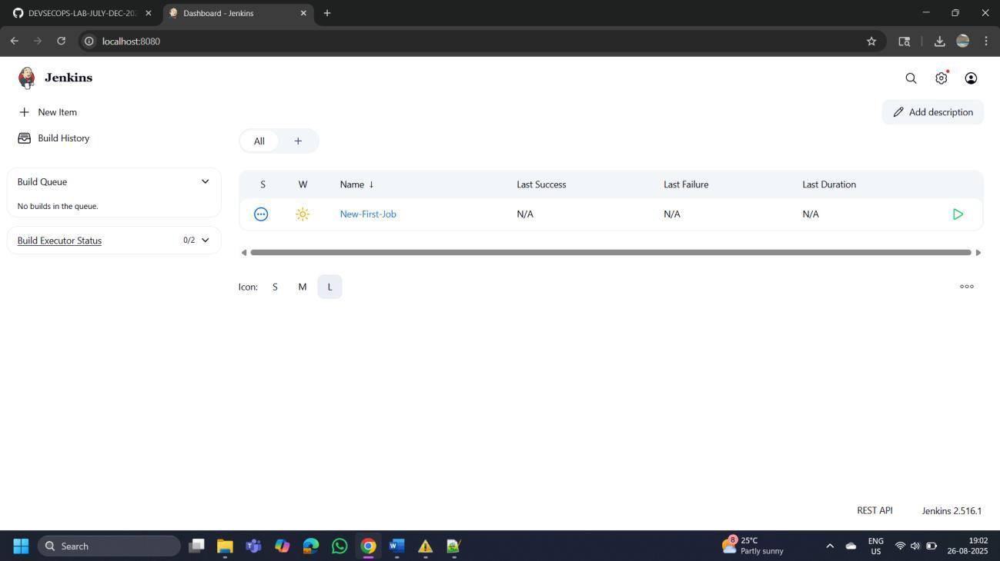 DEVSECOPS-LAB-JULY-DEC-202
Dashboard - Jenkins
localhost:8080
Jenkins
New Item
Add description
Build History
All
Build Queue
No builds in the queue.
Build Executor Status 0/2
S W Name ↓ Last Success Last Failure Last Duration
New-First-Job N/A N/A N/A
Icon: S M L
REST API Jenkins 2.516.1
Search
8
25°C
Partly sunny
ENG
US
19:02
26-08-2025